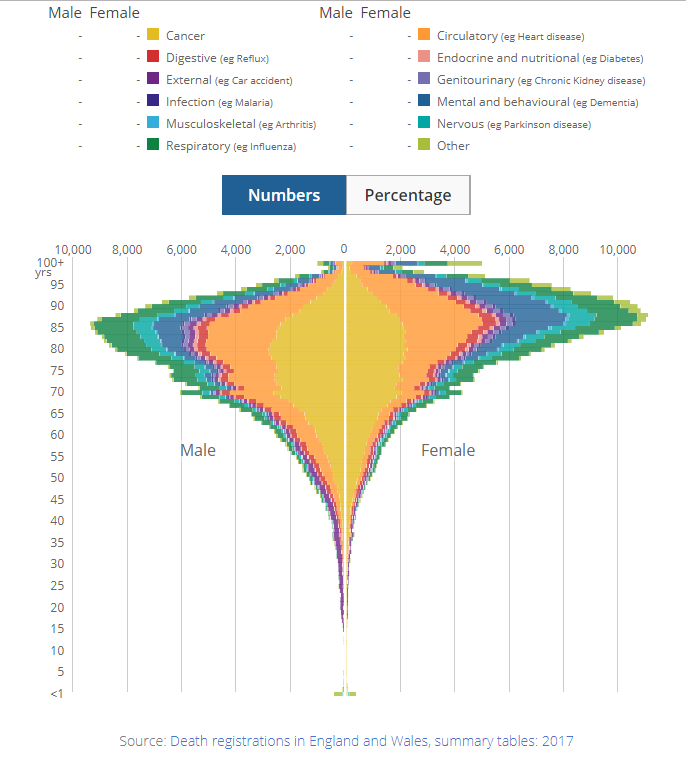 Male Female Male Female
- - Cancer - - Circulatory (eg Heart disease)
- - Digestive (eg Reflux) - - Endocrine and nutritional (eg Diabetes)
- - External (eg Car accident) - - Genitourinary (eg Chronic Kidney disease)
- - Infection (eg Malaria) - - Mental and behavioural (eg Dementia)
- - Musculoskeletal (eg Arthritis) - - Nervous (eg Parkinson disease)
- - Respiratory (eg Influenza) - - Other
Numbers Percentage
10,000 8,000 6,000 4,000 2,000 0 2,000 4,000 6,000 8,000 10,000
100+
yrs
95
90
85
80
75
70
65
60
Male Female
55
50
45
40
35
30
25
20
15
10
5
<1
Source: Death registrations in England and Wales, summary tables: 2017